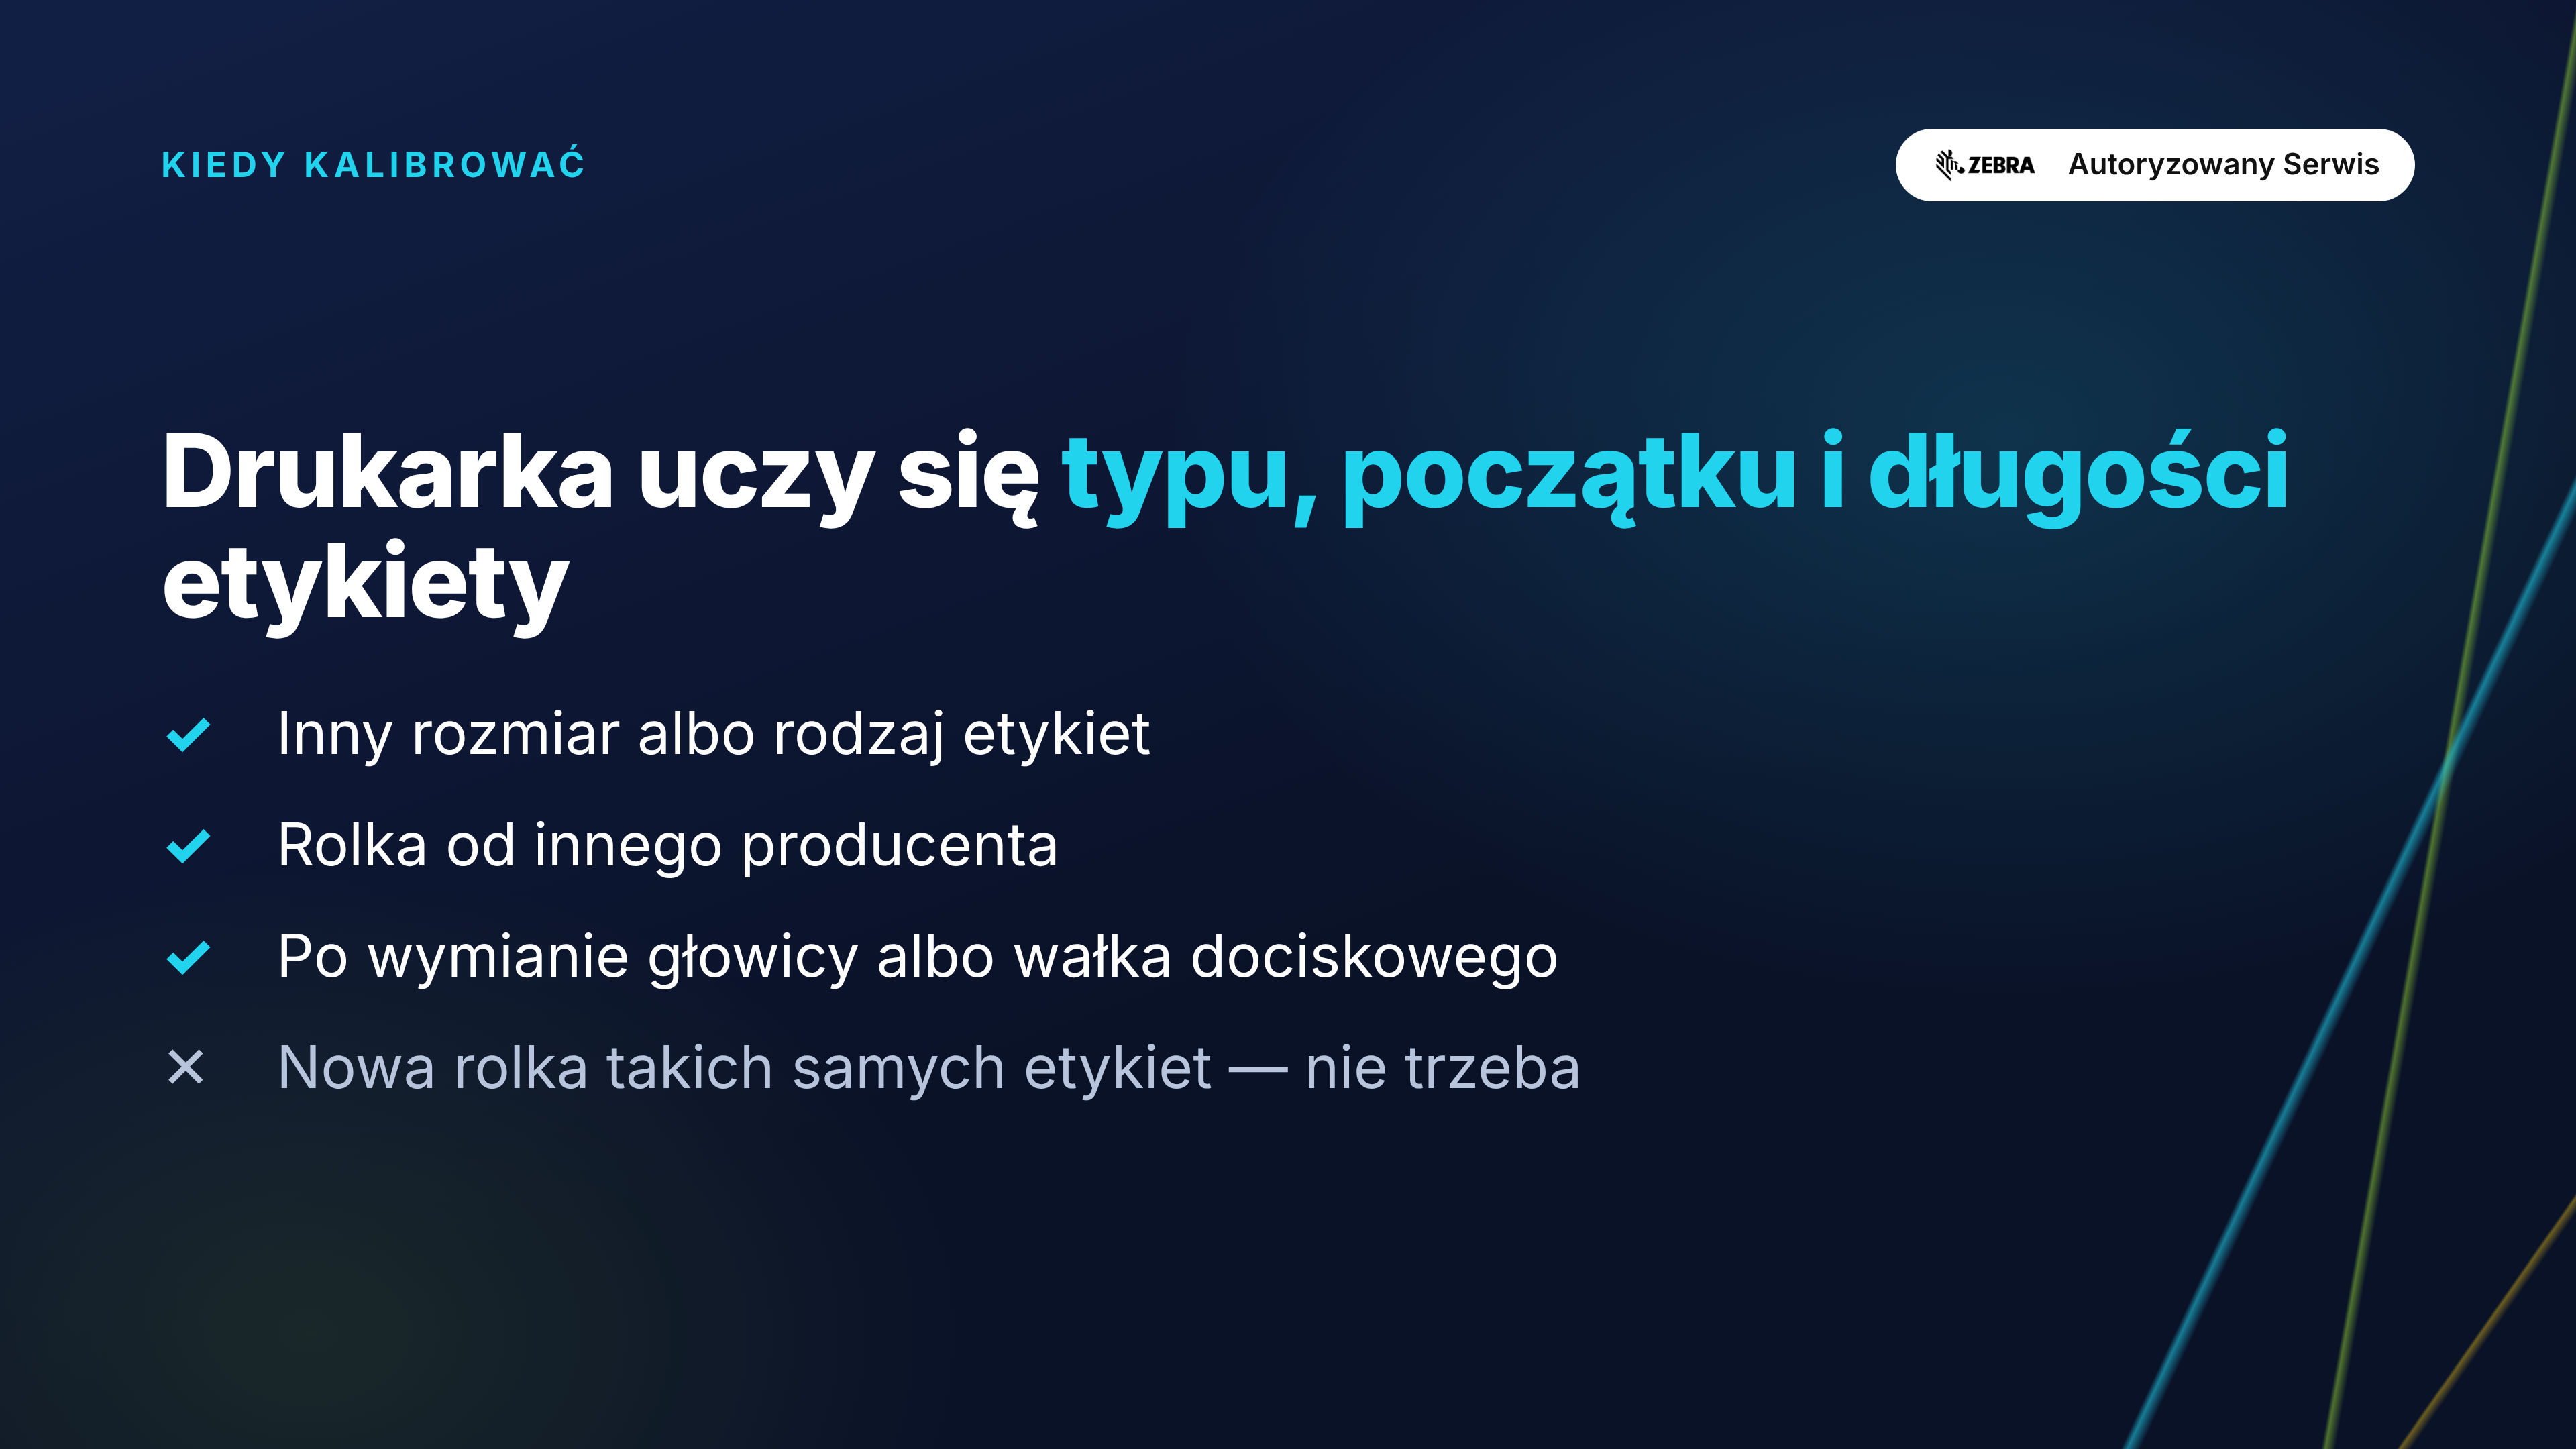 KIEDY KALIBROWAĆ
ZEBRA Autoryzowany Serwis
Drukarka uczy się typu, początku i długości
etykiety
✓ Inny rozmiar albo rodzaj etykiet
✓ Rolka od innego producenta
✓ Po wymianie głowicy albo wałka dociskowego
✕ Nowa rolka takich samych etykiet — nie trzeba